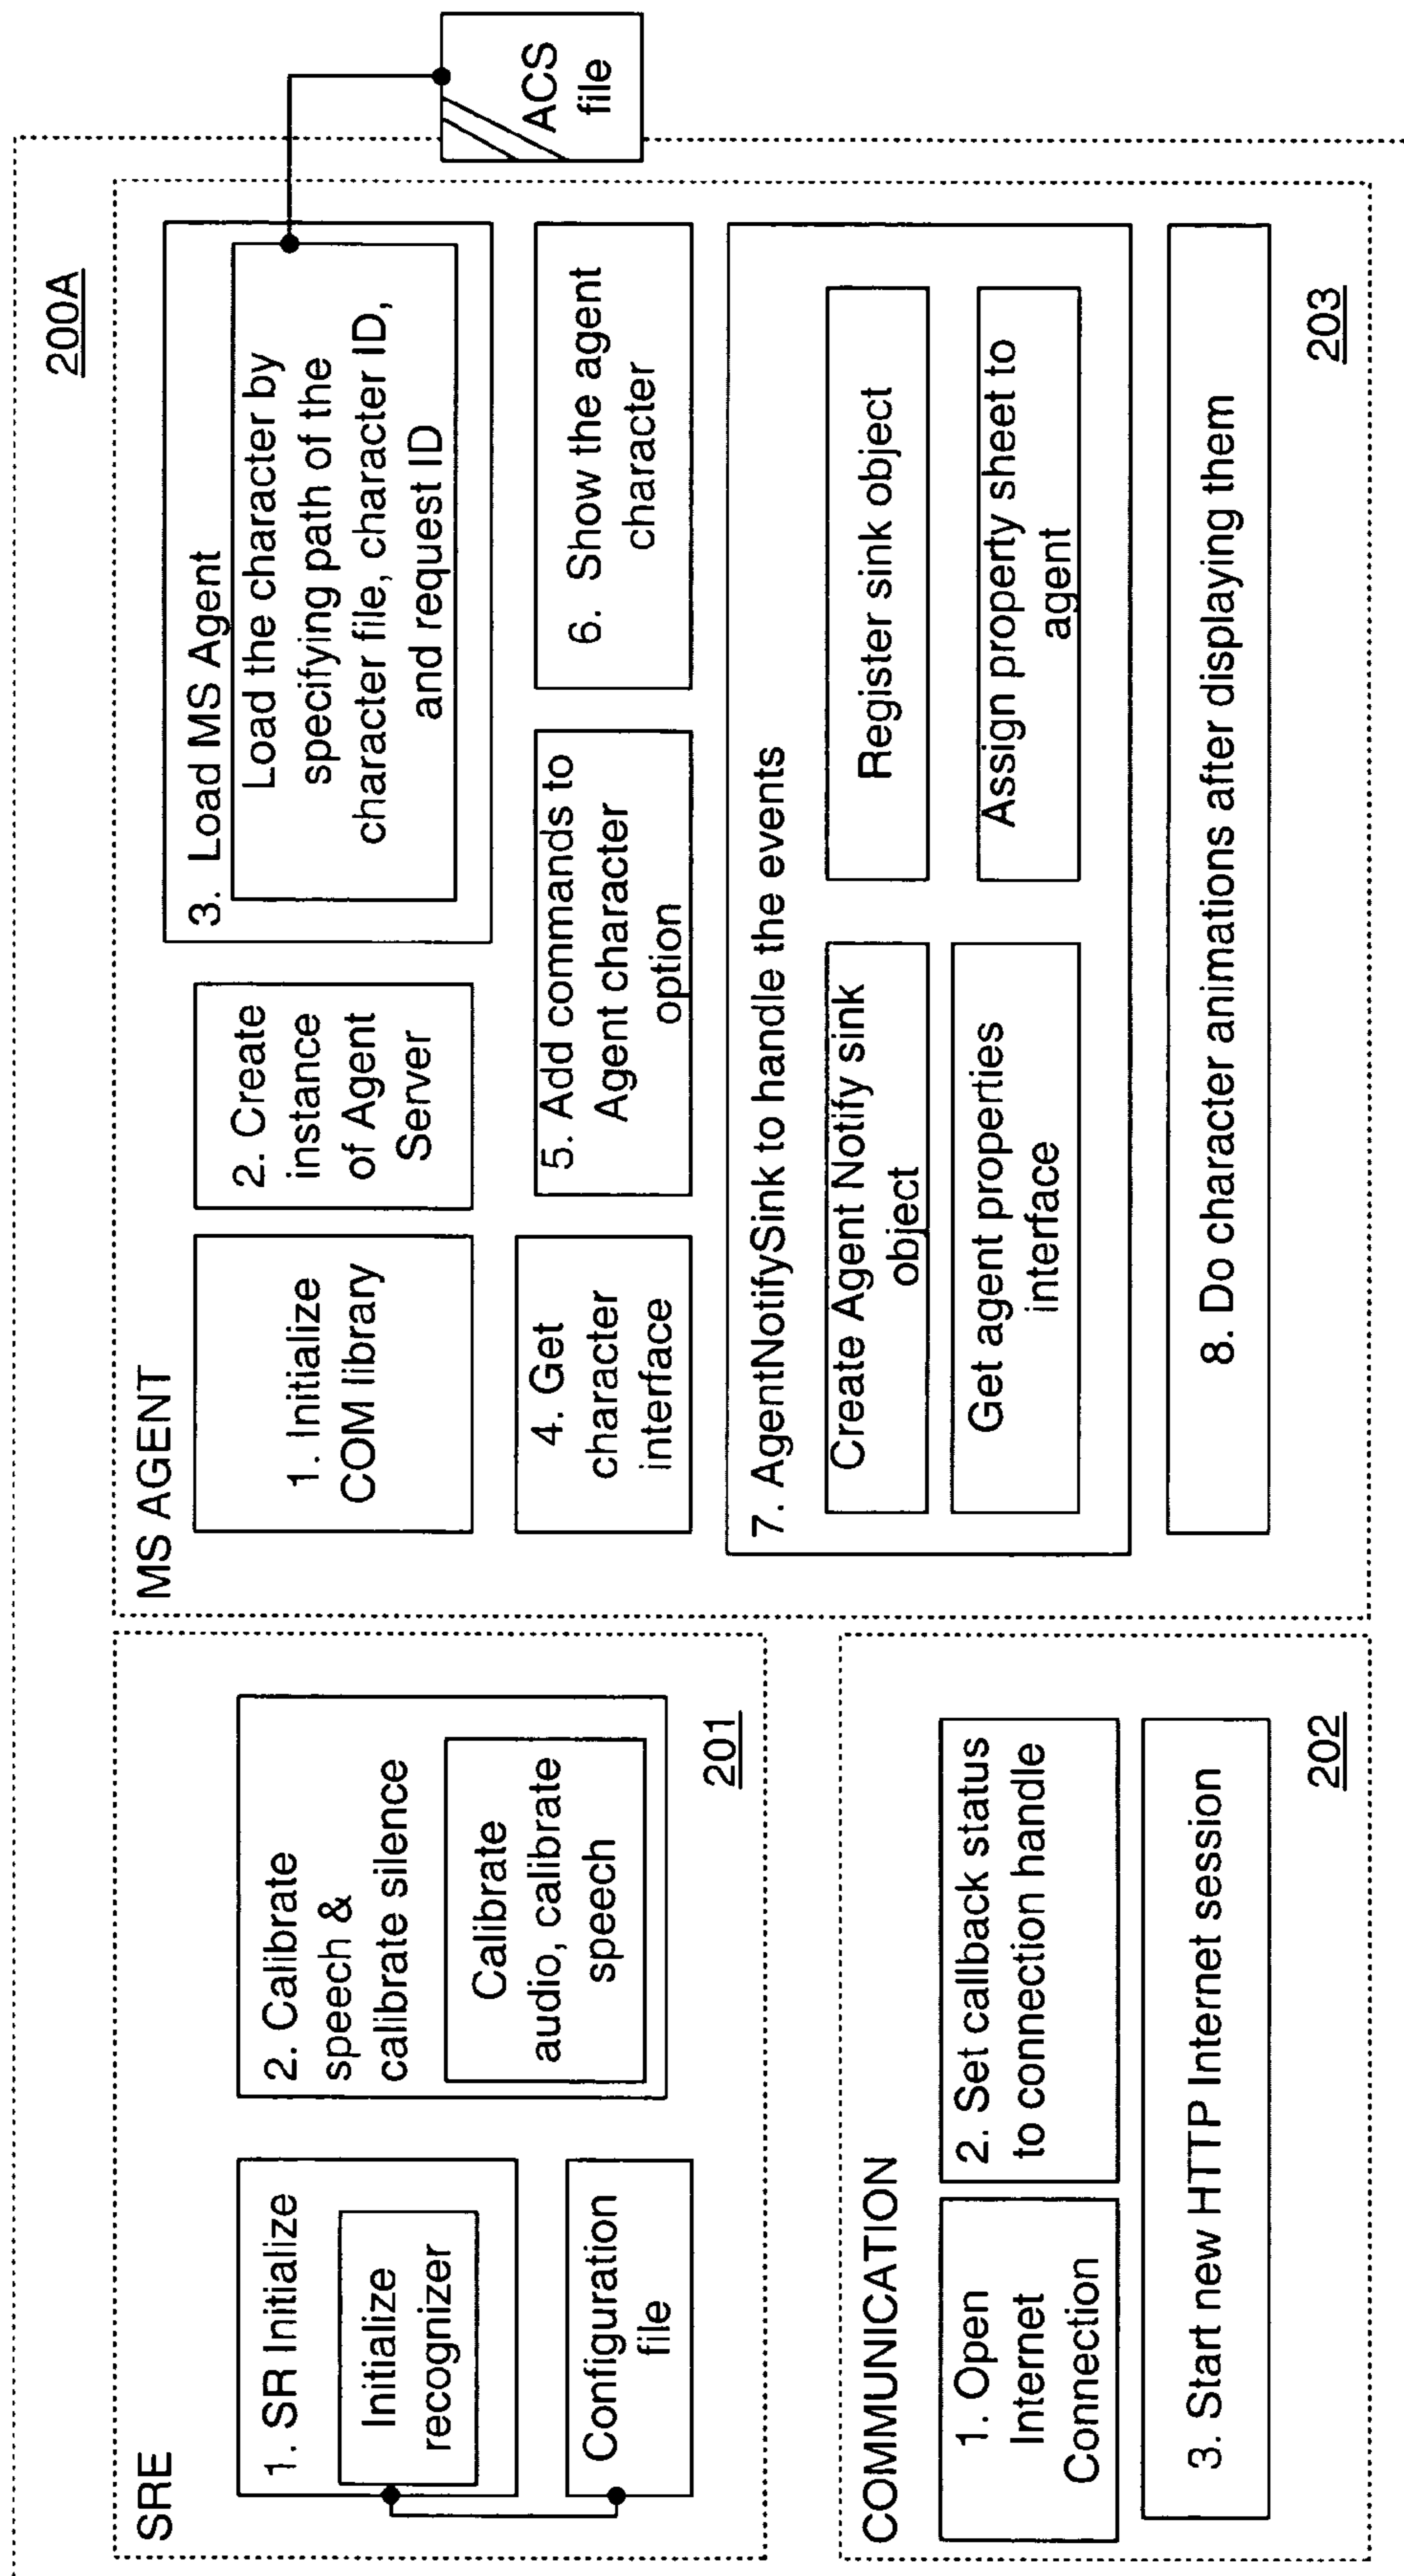 200A
SRE
1. SR Initialize
Initialize
recognizer
Configuration
file
2. Calibrate
speech &
calibrate silence
Calibrate
audio, calibrate
speech
201
COMMUNICATION
1. Open
Internet
Connection
2. Set callback status
to connection handle
3. Start new HTTP Internet session
202
MS AGENT
1. Initialize
COM library
2. Create
instance
of Agent
Server
3. Load MS Agent
Load the character by
specifying path of the
character file, character ID,
and request ID
ACS
file
4. Get
character
interface
5. Add commands to
Agent character
option
6. Show the agent
character
7. AgentNotifySink to handle the events
Create Agent Notify sink
object
Register sink object
Get agent properties
interface
Assign property sheet to
agent
8. Do character animations after displaying them
203